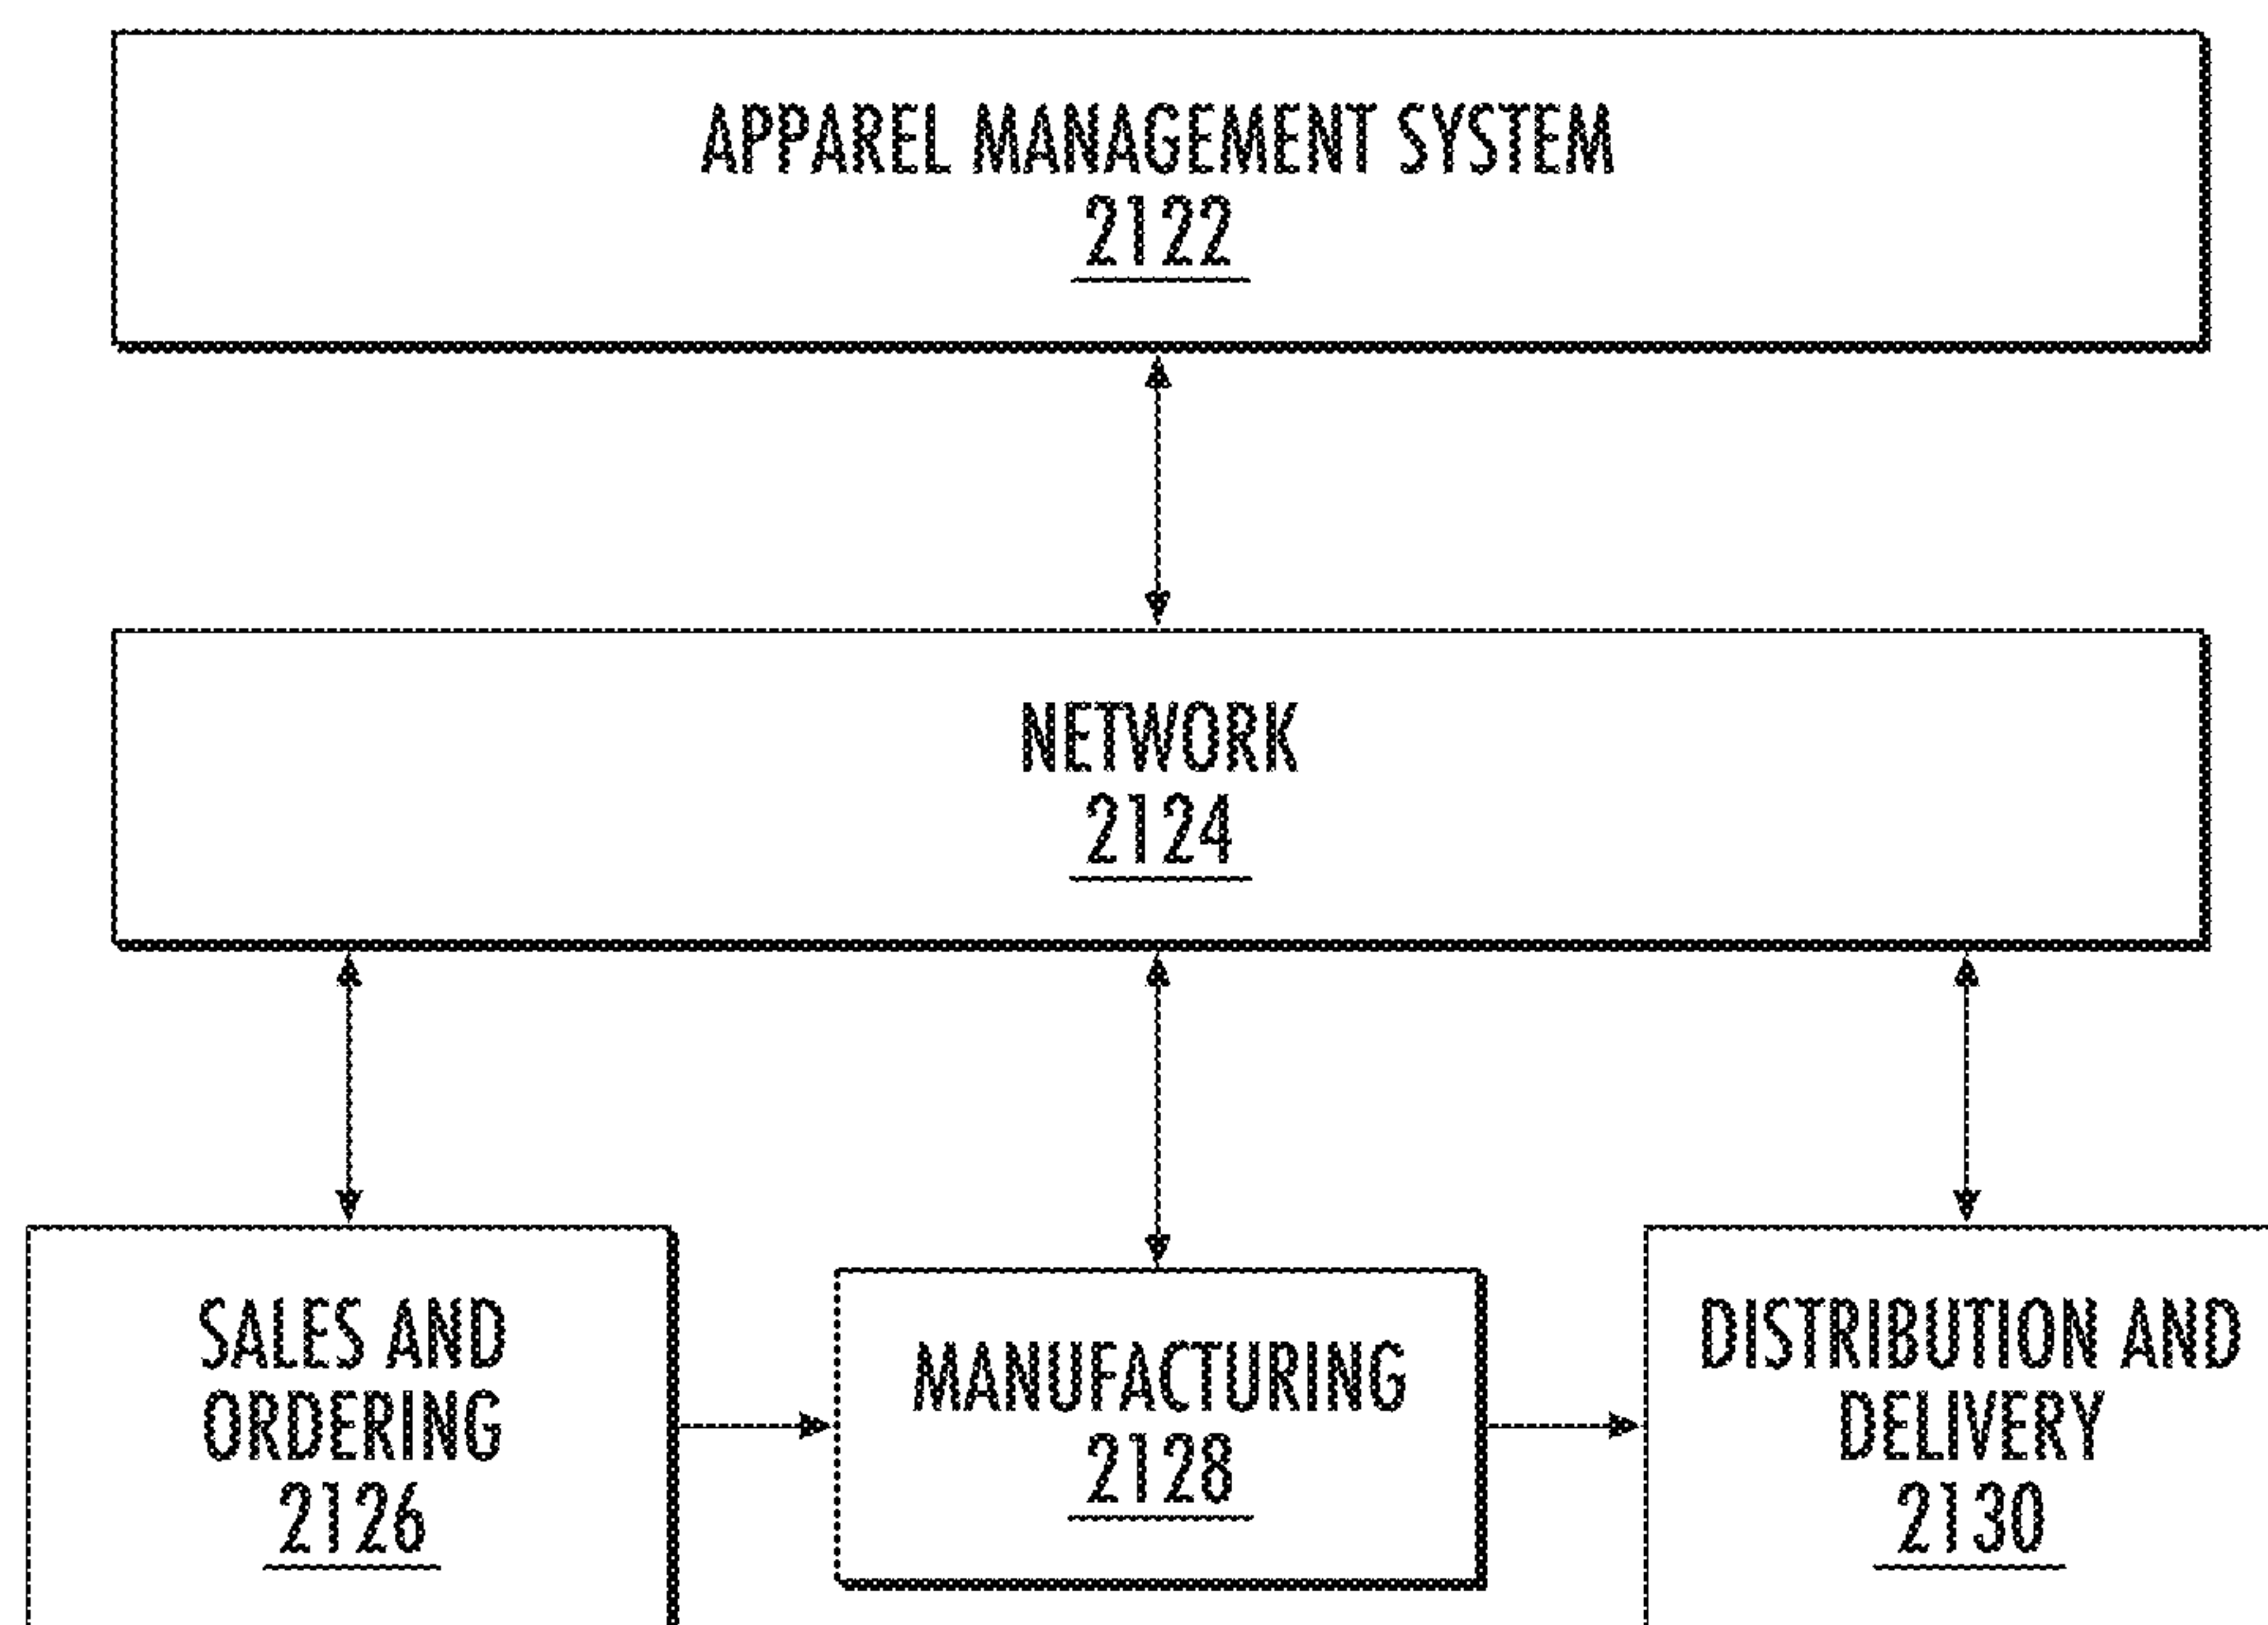 APPAREL MANAGEMENT SYSTEM
2122
NETWORK
2124
SALES AND
ORDERING
2126
MANUFACTURING
2128
DISTRIBUTION AND
DELIVERY
2130